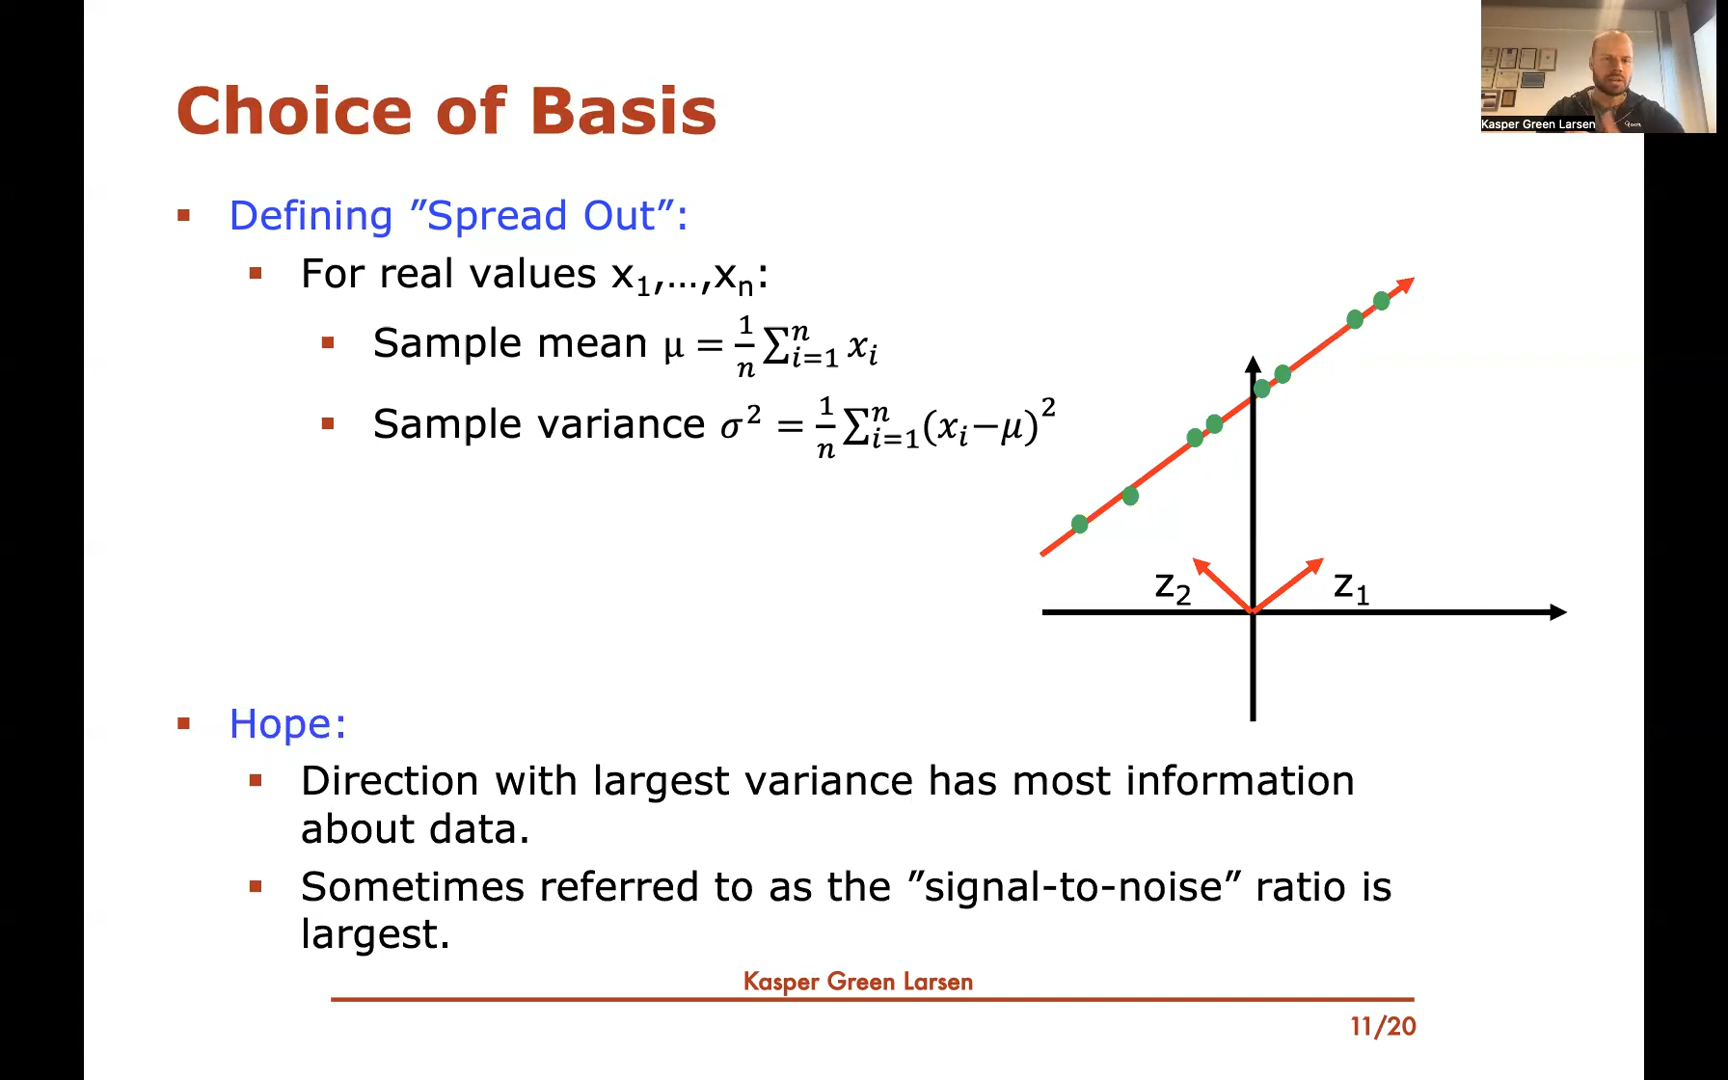 Choice of Basis
Kasper Green Larsen
▪ Defining ”Spread Out”:
▪ For real values x₁,…,xₙ:
▪ Sample mean μ = 1/n ∑ⁿᵢ₌₁ xᵢ
▪ Sample variance σ² = 1/n ∑ⁿᵢ₌₁(xᵢ−μ)²
z₂
z₁
▪ Hope:
▪ Direction with largest variance has most information
about data.
▪ Sometimes referred to as the ”signal-to-noise” ratio is
largest.
Kasper Green Larsen
11/20